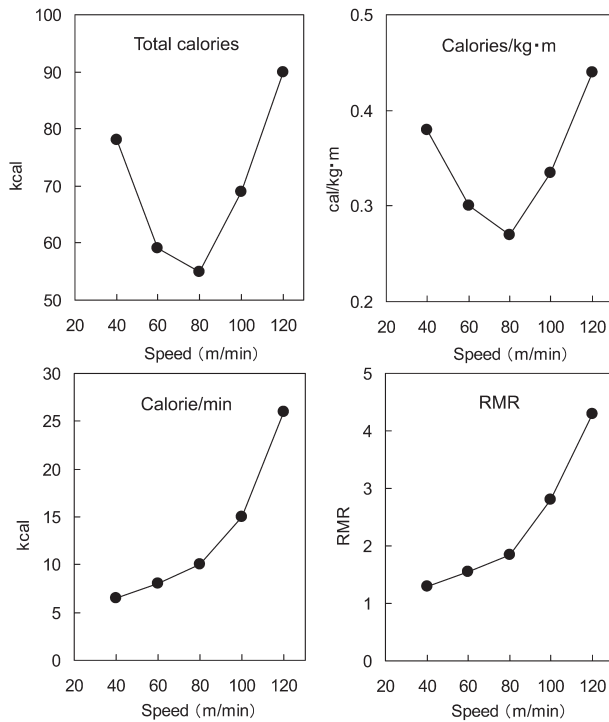 Total calories
kcal
100
90
80
70
60
50
20 40 60 80 100 120
Speed (m/min)
Calories/kg･m
cal/kg･m
0.5
0.4
0.3
0.2
20 40 60 80 100 120
Speed (m/min)
Calorie/min
kcal
30
25
20
15
10
5
0
20 40 60 80 100 120
Speed (m/min)
RMR
RMR
5
4
3
2
1
0
20 40 60 80 100 120
Speed (m/min)